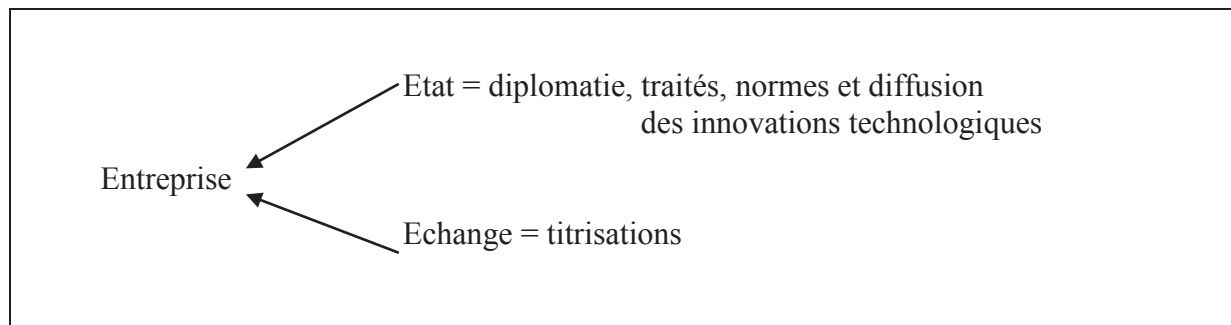 Etat = diplomatie, traités, normes et diffusion
des innovations technologiques
Entreprise
Echange = titrisations